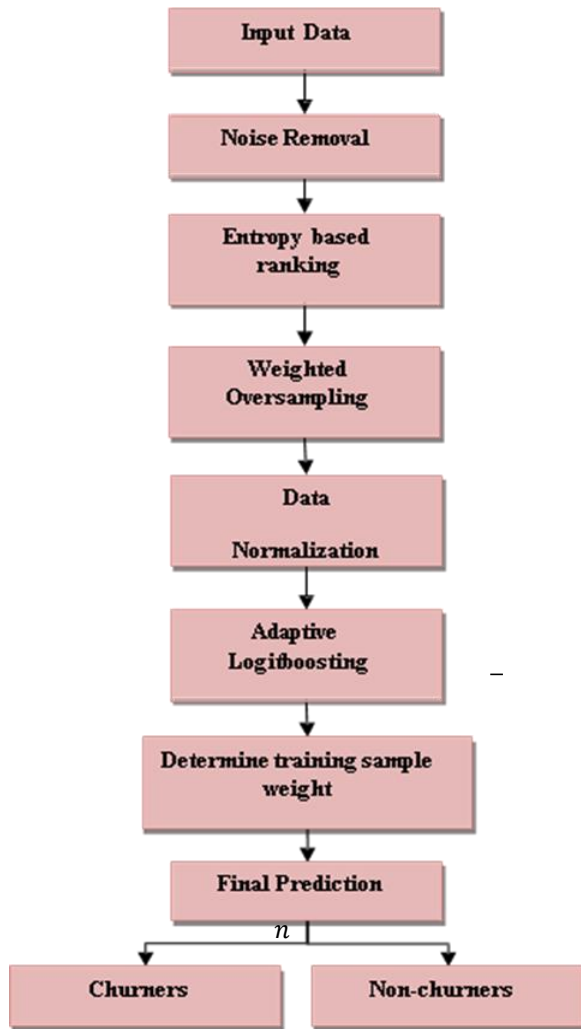 Input Data
Noise Removal
Entropy based
ranking
Weighted
Oversampling
Data
Normalization
Adaptive
Logitboosting
–
Determine training sample
weight
Final Prediction
n
Churners
Non-churners